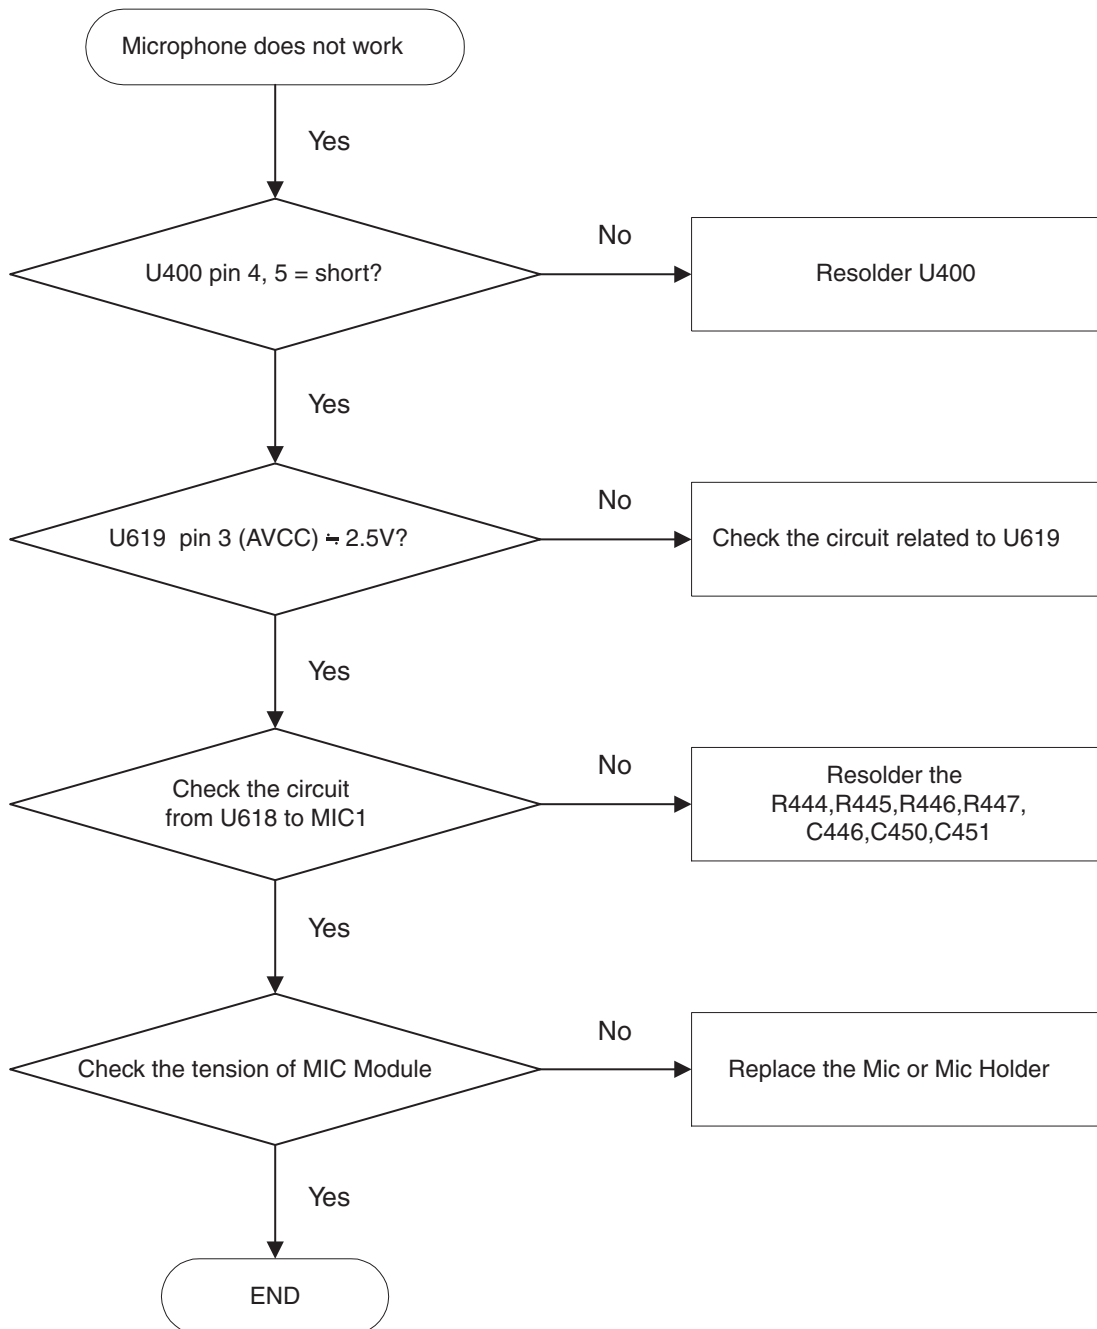 Microphone does not work
Yes
U400 pin 4, 5 = short?
No
Resolder U400
Yes
U619 pin 3 (AVCC) ≒ 2.5V?
No
Check the circuit related to U619
Yes
Check the circuit
from U618 to MIC1
No
Resolder the
R444,R445,R446,R447,
C446,C450,C451
Yes
Check the tension of MIC Module
No
Replace the Mic or Mic Holder
Yes
END